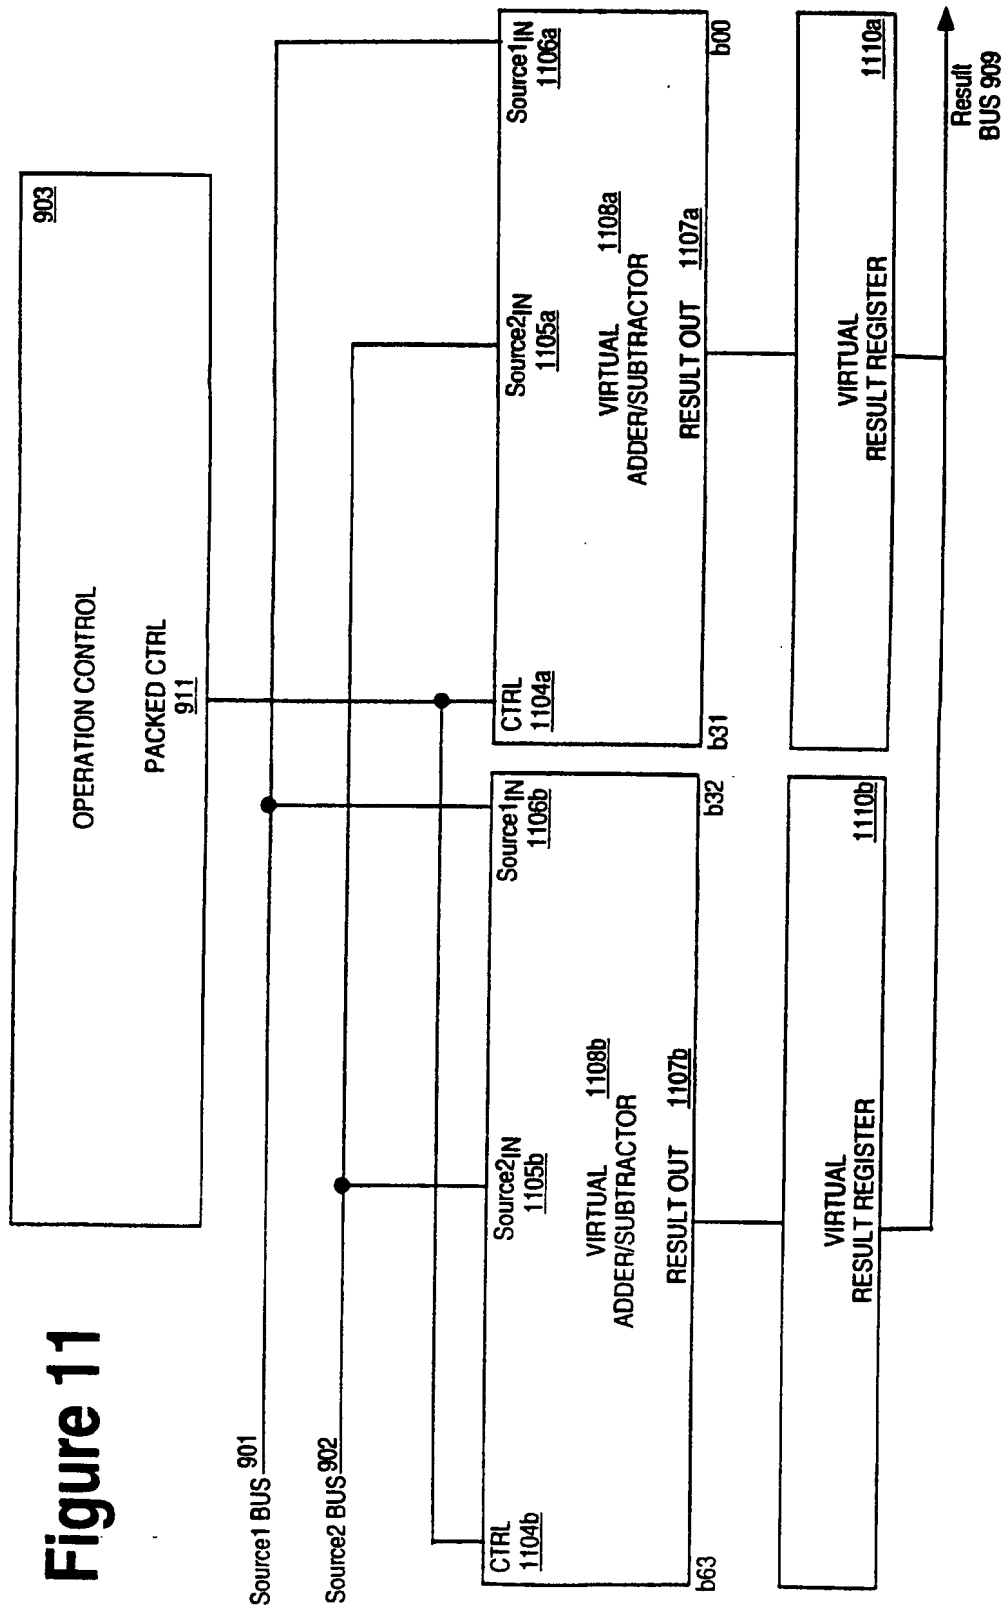 Figure 11
903
OPERATION CONTROL
PACKED CTRL
911
Source1 BUS 901
Source2 BUS 902
CTRL
1104b
Source2IN
1105b
Source1IN
1106b
VIRTUAL 1108b
ADDER/SUBTRACTOR
RESULT OUT 1107b
b63
b32
CTRL
1104a
Source2IN
1105a
Source1IN
1106a
VIRTUAL 1108a
ADDER/SUBTRACTOR
RESULT OUT 1107a
b31
b00
VIRTUAL
RESULT REGISTER
1110b
VIRTUAL
RESULT REGISTER
1110a
Result
BUS 909